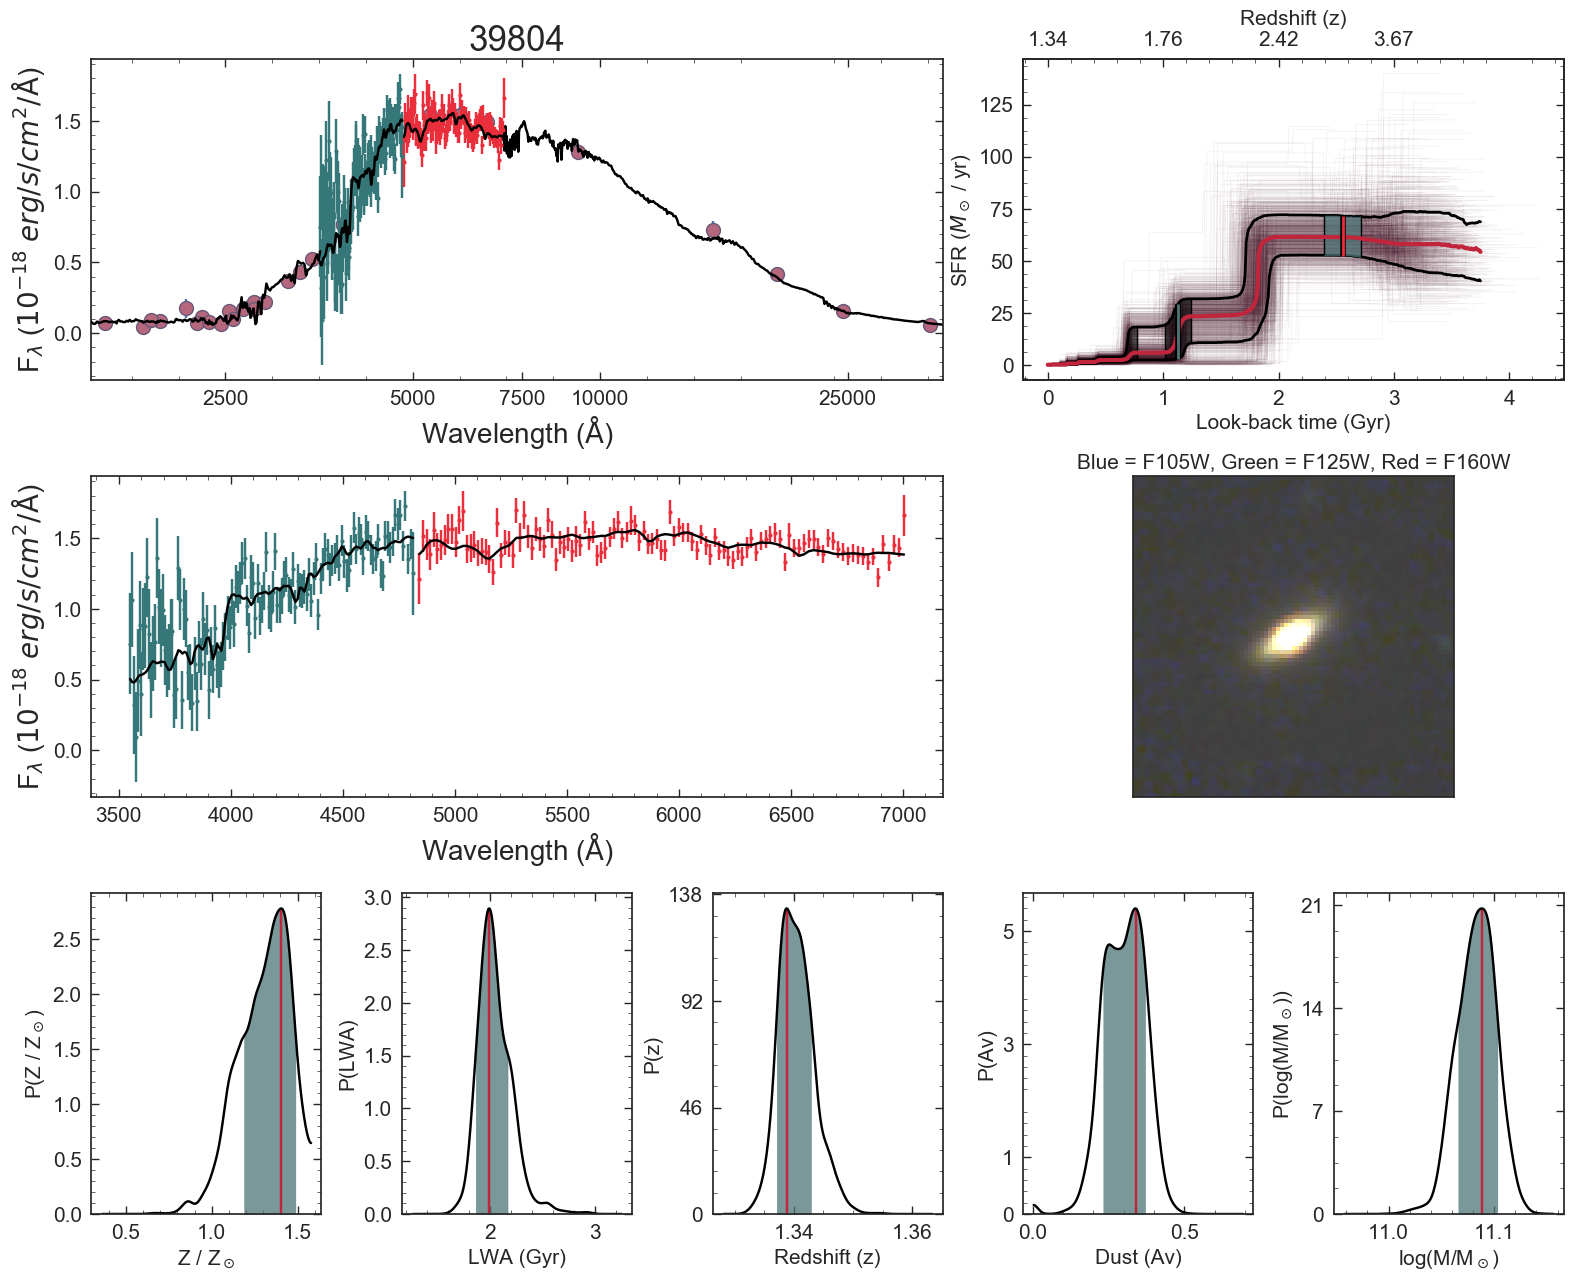 39804
F_λ (10^−18 erg/s/cm^2/Å)
0.0 0.5 1.0 1.5
2500 5000 7500 10000 25000
Wavelength (Å)
Redshift (z)
1.34 1.76 2.42 3.67
SFR (M_⊙ / yr)
0 25 50 75 100 125
0 1 2 3 4
Look-back time (Gyr)
F_λ (10^−18 erg/s/cm^2/Å)
0.0 0.5 1.0 1.5
3500 4000 4500 5000 5500 6000 6500 7000
Wavelength (Å)
Blue = F105W, Green = F125W, Red = F160W
P(Z / Z_⊙)
0.0 0.5 1.0 1.5 2.0 2.5
0.5 1.0 1.5
Z / Z_⊙
P(LWA)
0.0 0.5 1.0 1.5 2.0 2.5 3.0
2 3
LWA (Gyr)
P(z)
0 46 92 138
1.34 1.36
Redshift (z)
P(Av)
0 1 3 5
0.0 0.5
Dust (Av)
P(log(M/M_⊙))
0 7 14 21
11.0 11.1
log(M/M_⊙)